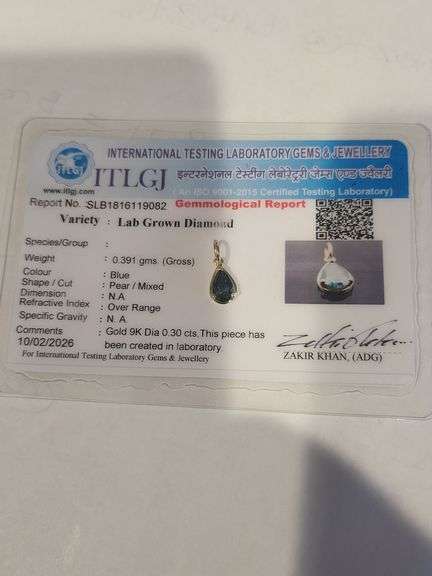 INTERNATIONAL TESTING LABORATORY GEMS & JEWELLERY
ITLGJ
ITLGJ इन्टरनेशनल टेस्टींग लेबोरेट्री जेम्स एण्ड ज्वैलरी
www.itlgj.com
(An ISO 9001-2015 Certified Testing Laboratory)
Report No. SLB1816119082 Gemmological Report
Variety : Lab Grown Diamond
Species/Group :
Weight : 0.391 gms. (Gross)
Colour : Blue
Shape / Cut : Pear / Mixed
Dimension : N.A
Refractive Index : Over Range
Specific Gravity : N. A
Comments : Gold 9K Dia 0.30 cts,This piece has
10/02/2026 been created in laboratory
ZAKIR KHAN, (ADG)
For International Testing Laboratory Gems & Jewellery